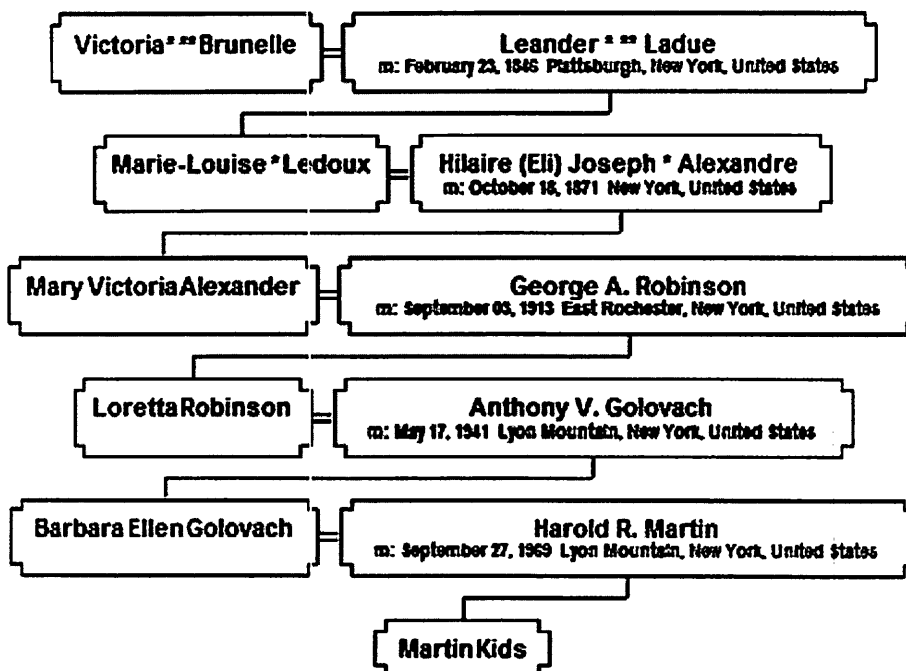 Victoria * ** Brunelle
Leander * ** Ladue
m: February 23, 1846 Plattsburgh, New York, United States
Marie-Louise * Ledoux
Hilaire (Eli) Joseph * Alexandre
m: October 18, 1871 New York, United States
Mary Victoria Alexander
George A. Robinson
m: September 03, 1913 East Rochester, New York, United States
Loretta Robinson
Anthony V. Golovach
m: May 17, 1941 Lyon Mountain, New York, United States
Barbara Ellen Golovach
Harold R. Martin
m: September 27, 1969 Lyon Mountain, New York, United States
Martin Kids